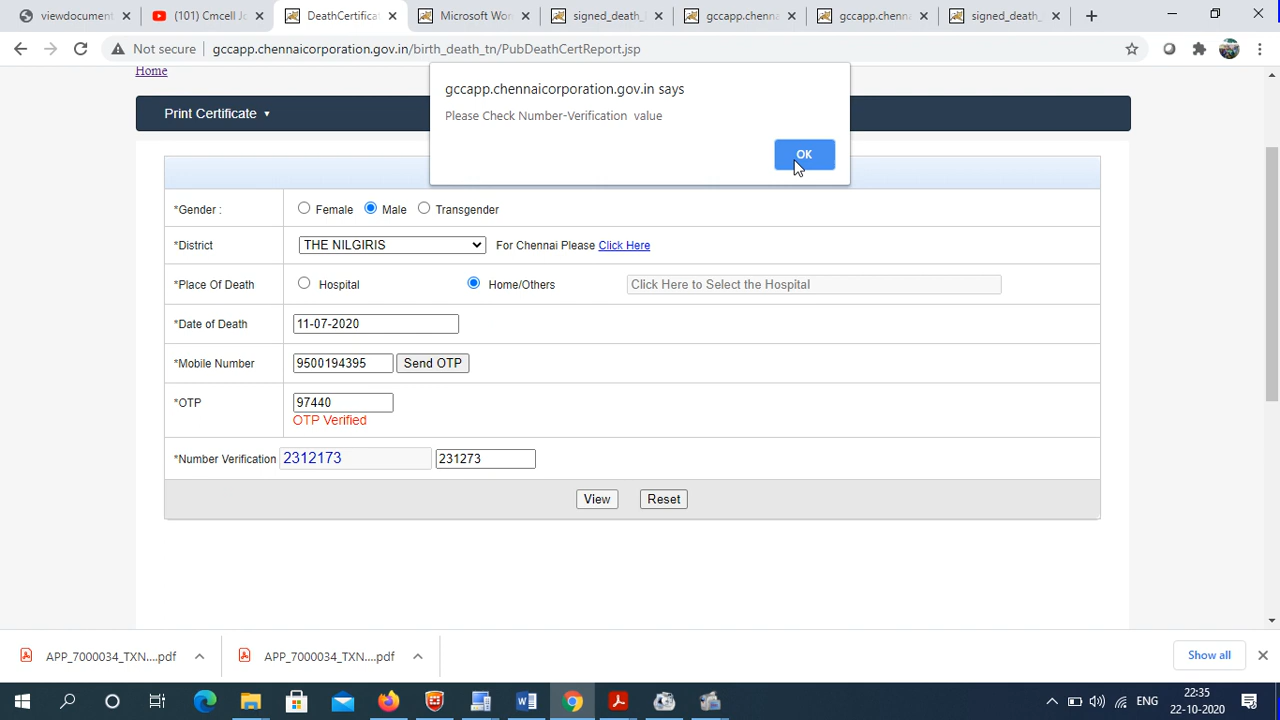 viewdocument
(101) Cmcell Jo
DeathCertifica
Microsoft Wor
signed_death_
gccapp.chenna
gccapp.chenna
signed_death_
Not secure
gccapp.chennaicorporation.gov.in/birth_death_tn/PubDeathCertReport.jsp
Home
gccapp.chennaicorporation.gov.in says
Please Check Number-Verification value
OK
Print Certificate
*Gender :
Female
Male
Transgender
*District
THE NILGIRIS
For Chennai Please Click Here
*Place Of Death
Hospital
Home/Others
Click Here to Select the Hospital
*Date of Death
11-07-2020
*Mobile Number
9500194395
Send OTP
*OTP
97440
OTP Verified
*Number Verification
2312173
231273
View
Reset
APP_7000034_TXN....pdf
APP_7000034_TXN....pdf
Show all
ENG
22:35
22-10-2020